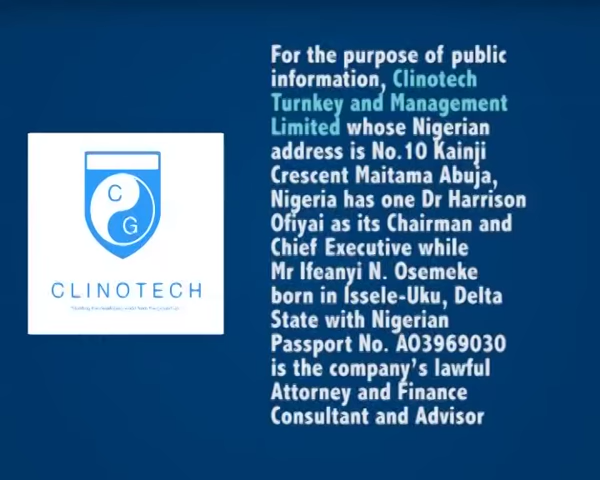 For the purpose of public
information, Clinotech
Turnkey and Management
Limited whose Nigerian
address is No.10 Kainji
Crescent Maitama Abuja,
Nigeria has one Dr Harrison
Ofiyai as its Chairman and
Chief Executive while
Mr Ifeanyi N. Osemeke
born in Issele-Uku, Delta
State with Nigerian
Passport No. AO3969030
is the company's lawful
Attorney and Finance
Consultant and Advisor
C
G
CLINOTECH